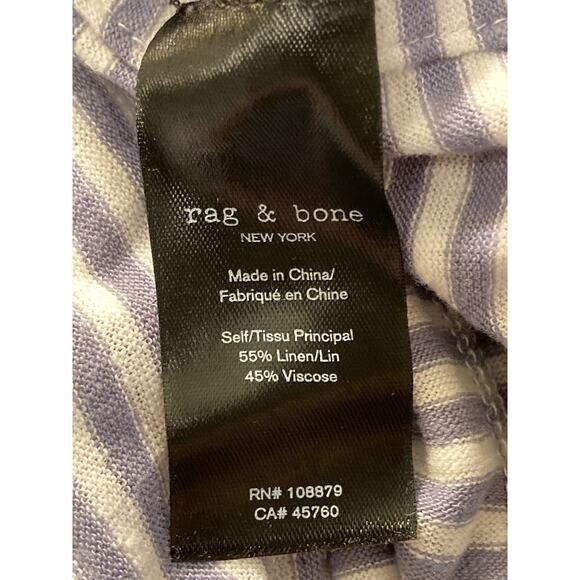 rag & bone
NEW YORK
Made in China/
Fabriqué en Chine
Self/Tissu Principal
55% Linen/Lin
45% Viscose
RN# 108879
CA# 45760